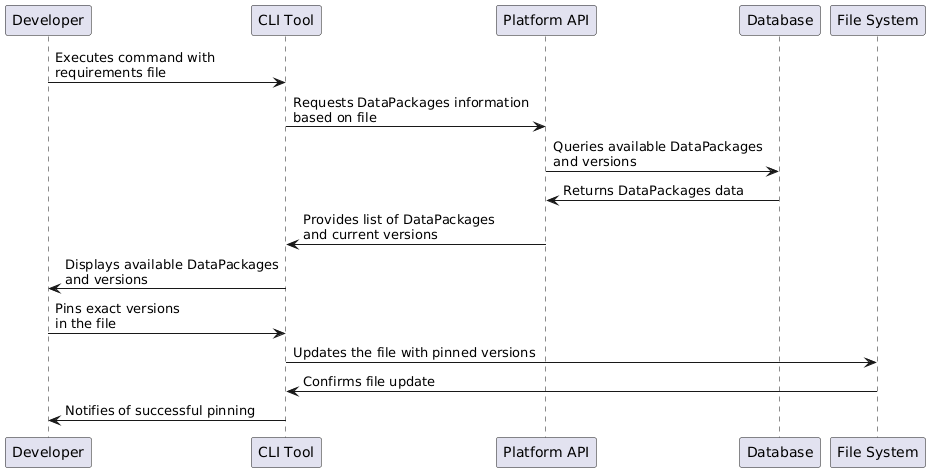 Developer
CLI Tool
Platform API
Database
File System
Executes command with
requirements file
Requests DataPackages information
based on file
Queries available DataPackages
and versions
Returns DataPackages data
Provides list of DataPackages
and current versions
Displays available DataPackages
and versions
Pins exact versions
in the file
Updates the file with pinned versions
Confirms file update
Notifies of successful pinning
Developer
CLI Tool
Platform API
Database
File System